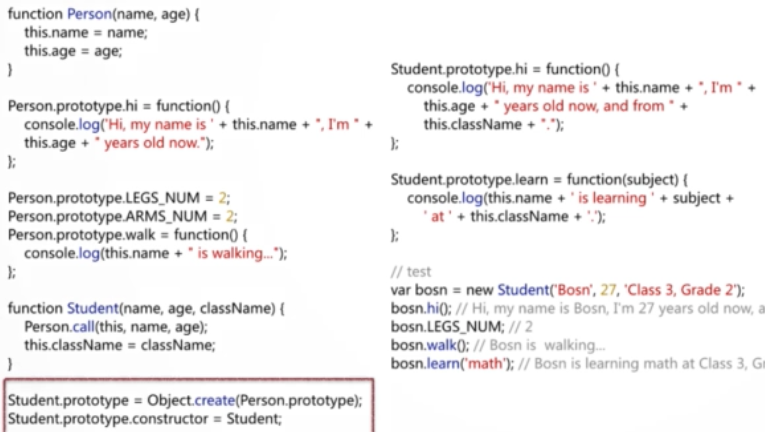 function Person(name, age) {
this.name = name;
this.age = age;
}
Person.prototype.hi = function() {
console.log('Hi, my name is ' + this.name + ", I'm " +
this.age + " years old now.");
};
Person.prototype.LEGS_NUM = 2;
Person.prototype.ARMS_NUM = 2;
Person.prototype.walk = function() {
console.log(this.name + " is walking...");
};
function Student(name, age, className) {
Person.call(this, name, age);
this.className = className;
}
Student.prototype = Object.create(Person.prototype);
Student.prototype.constructor = Student;
Student.prototype.hi = function() {
console.log('Hi, my name is ' + this.name + ", I'm " +
this.age + " years old now, and from " +
this.className + ".");
};
Student.prototype.learn = function(subject) {
console.log(this.name + ' is learning ' + subject +
' at ' + this.className + '.');
};
// test
var bosn = new Student('Bosn', 27, 'Class 3, Grade 2');
bosn.hi(); // Hi, my name is Bosn, I'm 27 years old now, a
bosn.LEGS_NUM; // 2
bosn.walk(); // Bosn is walking...
bosn.learn('math'); // Bosn is learning math at Class 3, Gr